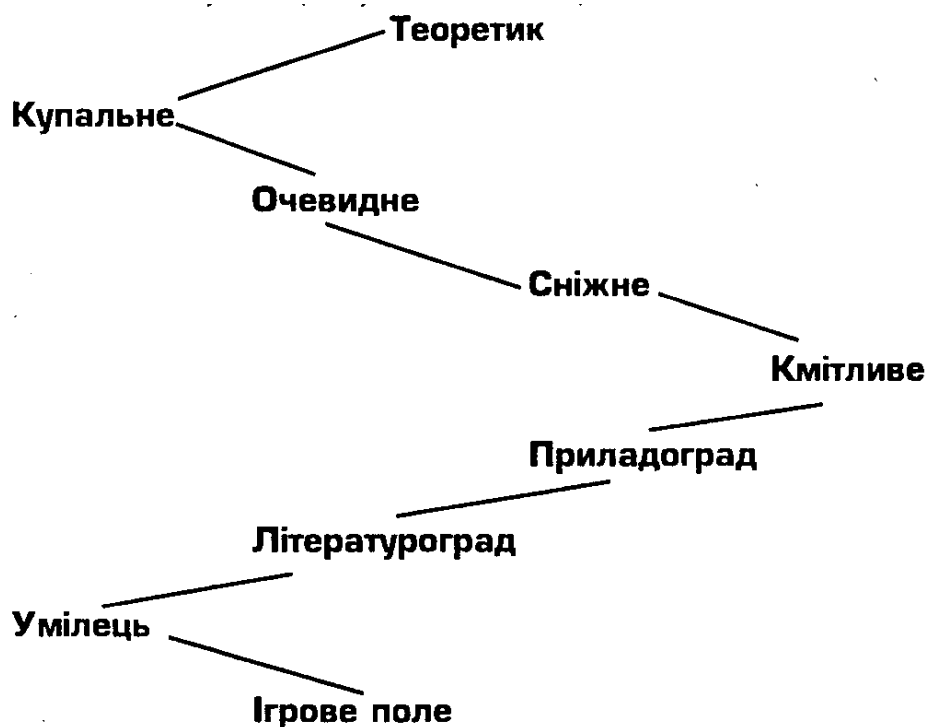 Теоретик
Купальне
Очевидне
Сніжне
Кмітливе
Приладоград
Літературоград
Умілець
Ігрове поле